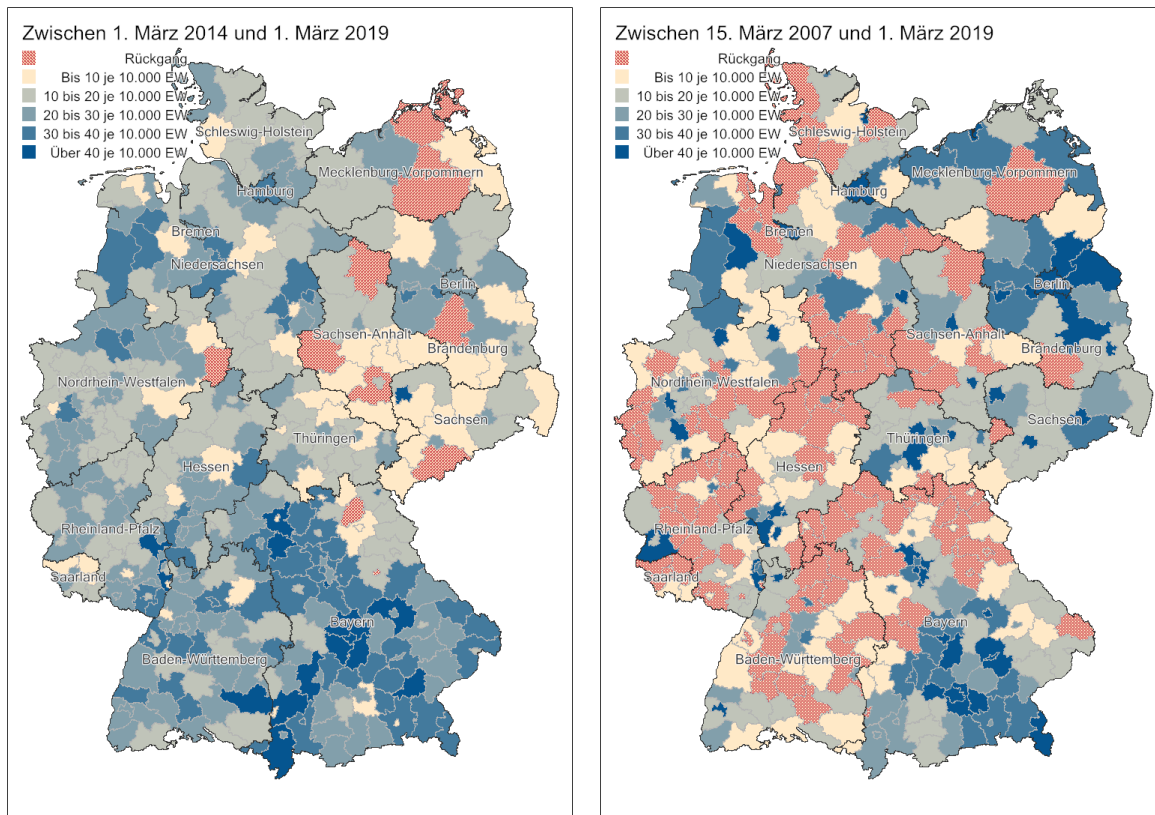 Zwischen 1. März 2014 und 1. März 2019
Rückgang
Bis 10 je 10.000 EW
10 bis 20 je 10.000 EW
20 bis 30 je 10.000 EW
30 bis 40 je 10.000 EW
Über 40 je 10.000 EW
Schleswig-Holstein
Mecklenburg-Vorpommern
Hamburg
Bremen
Niedersachsen
Berlin
Sachsen-Anhalt
Brandenburg
Nordrhein-Westfalen
Sachsen
Thüringen
Hessen
Rheinland-Pfalz
Saarland
Bayern
Baden-Württemberg
Zwischen 15. März 2007 und 1. März 2019
Rückgang
Bis 10 je 10.000 EW
10 bis 20 je 10.000 EW
20 bis 30 je 10.000 EW
30 bis 40 je 10.000 EW
Über 40 je 10.000 EW
Schleswig-Holstein
Mecklenburg-Vorpommern
Hamburg
Bremen
Niedersachsen
Berlin
Sachsen-Anhalt
Brandenburg
Nordrhein-Westfalen
Sachsen
Thüringen
Hessen
Rheinland-Pfalz
Saarland
Bayern
Baden-Württemberg